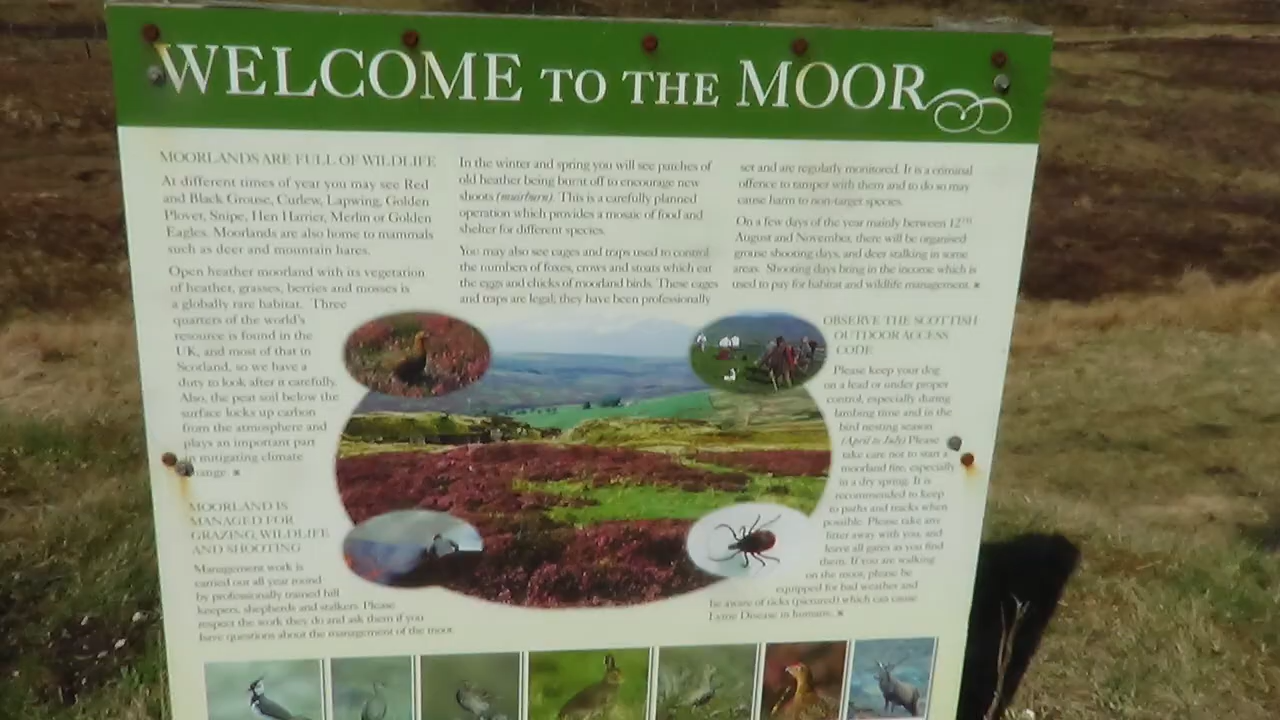 WELCOME TO THE MOOR
MOORLANDS ARE FULL OF WILDLIFE
At different times of year you may see Red
and Black Grouse, Curlew, Lapwing, Golden
Plover, Snipe, Hen Harrier, Merlin or Golden
Eagles. Moorlands are also home to mammals
such as deer and mountain hares.
Open heather moorland with its vegetation
of heather, grasses, berries and mosses is
a globally rare habitat. Three
quarters of the world's
resource is found in the
UK, and most of that in
Scotland, so we have a
duty to look after it carefully.
Also, the peat soil below the
surface locks up carbon
from the atmosphere and
plays an important part
in mitigating climate
change.
MOORLAND IS
MANAGED FOR
GRAZING, WILDLIFE
AND SHOOTING
Management work is
carried out all year round
by professionally trained hill
keepers, shepherds and stalkers. Please
respect the work they do and ask them if you
have questions about the management of the moor.
In the winter and spring you will see patches of
old heather being burnt off to encourage new
shoots (muirburn). This is a carefully planned
operation which provides a mosaic of food and
shelter for different species.
You may also see cages and traps used to control
the numbers of foxes, crows and stoats which eat
the eggs and chicks of moorland birds. These cages
and traps are legal; they have been professionally
set and are regularly monitored. It is a criminal
offence to tamper with them and to do so may
cause harm to non-target species.
On a few days of the year mainly between 12TH
August and November, there will be organised
grouse shooting days, and deer stalking in some
areas. Shooting days bring in the income which is
used to pay for habitat and wildlife management.
OBSERVE THE SCOTTISH
OUTDOOR ACCESS
CODE
Please keep your dog
on a lead or under proper
control, especially during
lambing time and in the
bird nesting season
(April to July) Please
take care not to start a
moorland fire, especially
in a dry spring. It is
recommended to keep
to paths and tracks when
possible. Please take any
litter away with you, and
leave all gates as you find
them. If you are walking
on the moor, please be
equipped for bad weather and
be aware of ticks (pictured) which can cause
Lyme Disease in humans.